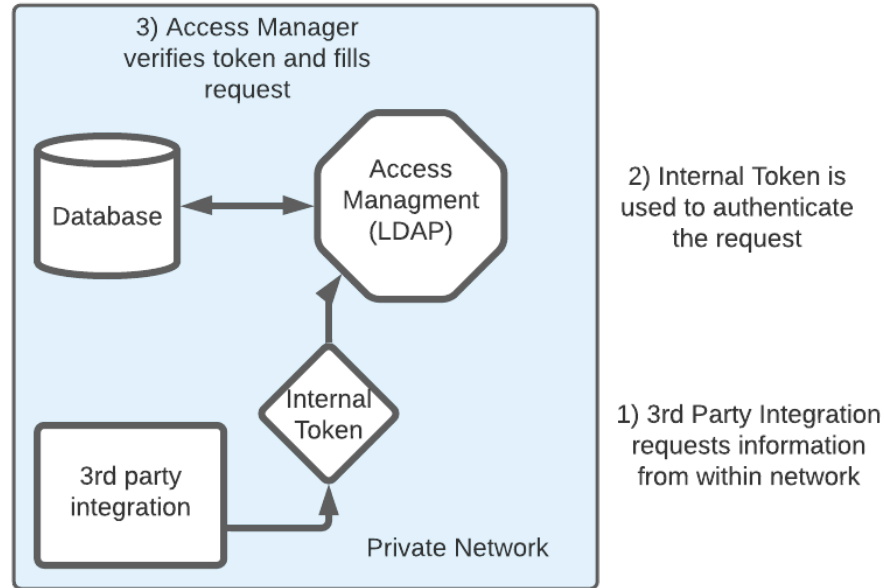 3) Access Manager
verifies token and fills
request
Database
Access
Managment
(LDAP)
2) Internal Token is
used to authenticate
the request
Internal
Token
3rd party
integration
1) 3rd Party Integration
requests information
from within network
Private Network